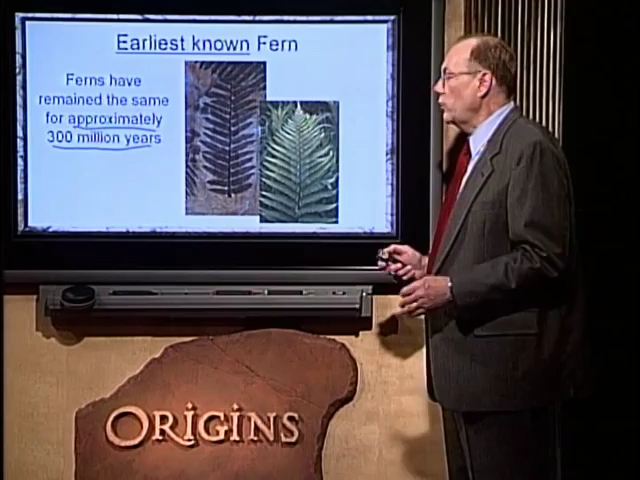 Earliest known Fern
Ferns have
remained the same
for approximately
300 million years
ORiGiNS